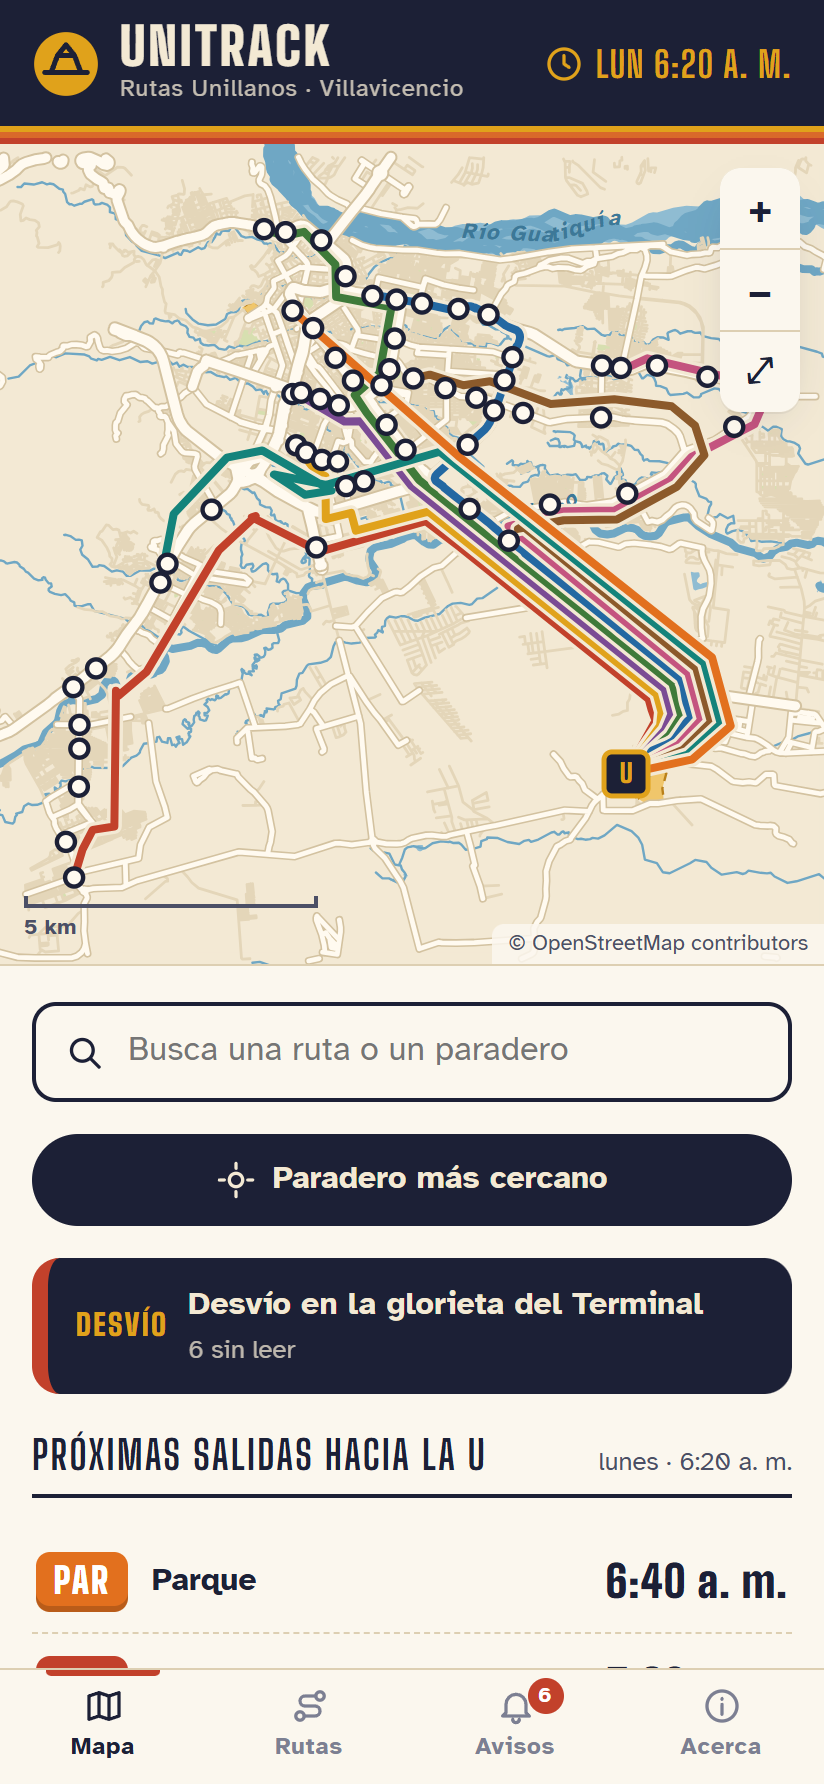 UNITRACK
Rutas Unillanos · Villavicencio
LUN 6:20 A. M.
Río Guatiquía
+
−
U
5 km
© OpenStreetMap contributors
Busca una ruta o un paradero
Paradero más cercano
DESVÍO
Desvío en la glorieta del Terminal
6 sin leer
PRÓXIMAS SALIDAS HACIA LA U
lunes · 6:20 a. m.
PAR
Parque
6:40 a. m.
6
Mapa
Rutas
Avisos
Acerca